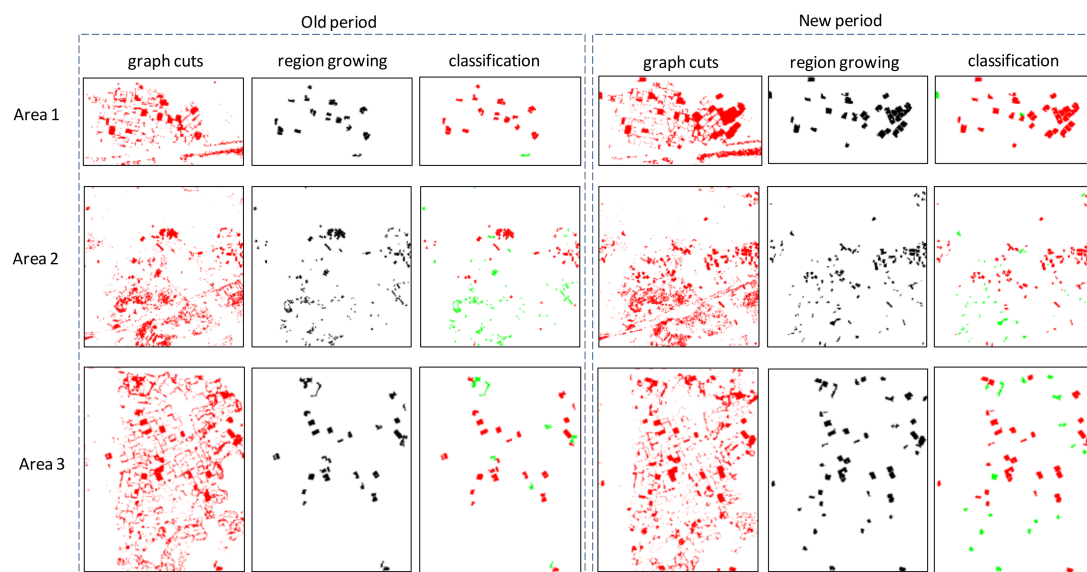 Old period
New period
graph cuts
region growing
classification
graph cuts
region growing
classification
Area 1
Area 2
Area 3